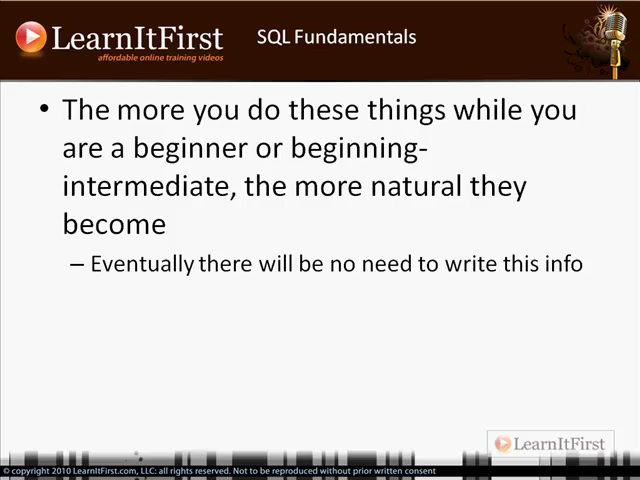 LearnItFirst
affordable online training videos
SQL Fundamentals
• The more you do these things while you
are a beginner or beginning-
intermediate, the more natural they
become
– Eventually there will be no need to write this info
LearnItFirst
© copyright 2010 LearnItFirst.com, LLC: all rights reserved. Not to be reproduced without prior written consent